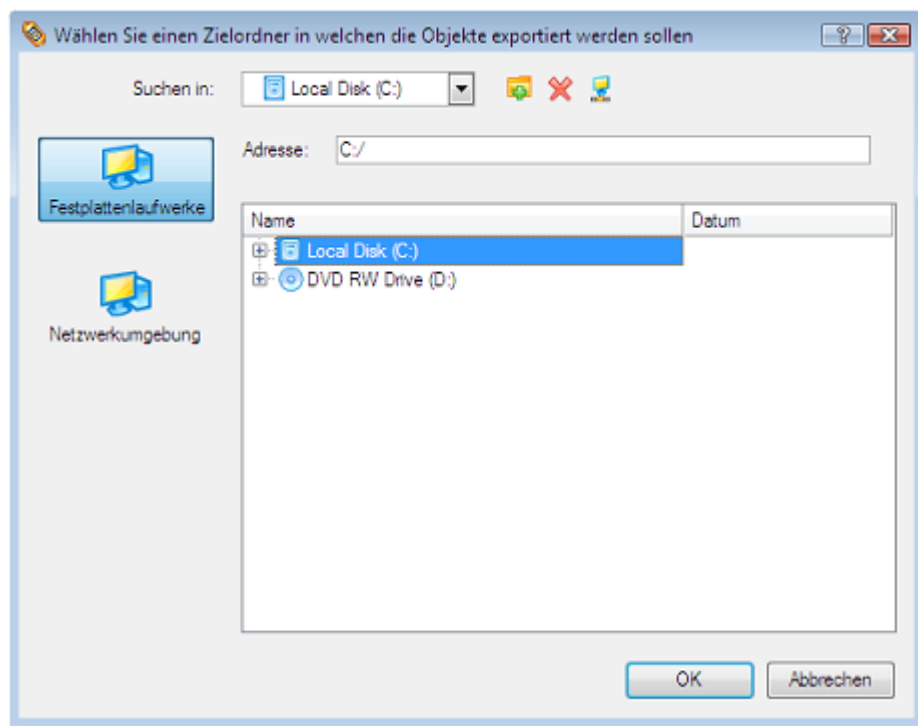 Wählen Sie einen Zielordner in welchen die Objekte exportiert werden sollen
Suchen in: Local Disk (C:)
Adresse: C:/
Festplattenlaufwerke
Netzwerkumgebung
Name Datum
Local Disk (C:)
DVD RW Drive (D:)
OK Abbrechen